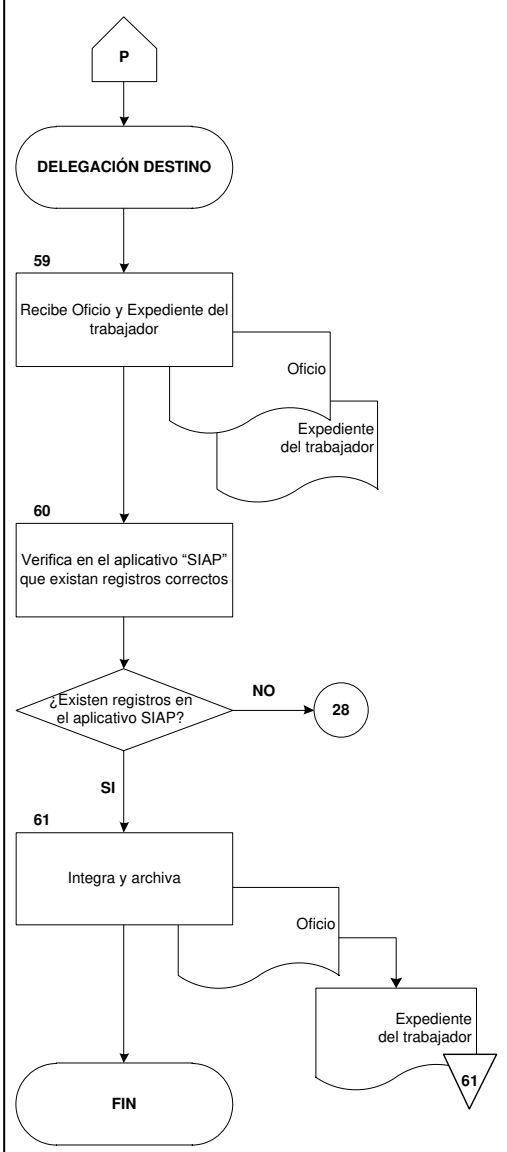 P
DELEGACIÓN DESTINO
59
Recibe Oficio y Expediente del
trabajador
Oficio
Expediente
del trabajador
60
Verifica en el aplicativo “SIAP”
que existan registros correctos
¿Existen registros en
el aplicativo SIAP?
NO
28
SI
61
Integra y archiva
Oficio
Expediente
del trabajador
61
FIN